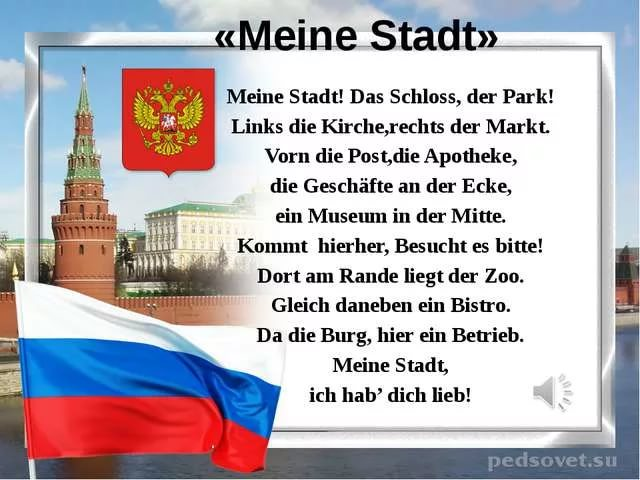 «Meine Stadt»
Meine Stadt! Das Schloss, der Park!
Links die Kirche,rechts der Markt.
Vorn die Post,die Apotheke,
die Geschäfte an der Ecke,
ein Museum in der Mitte.
Kommt hierher, Besucht es bitte!
Dort am Rande liegt der Zoo.
Gleich daneben ein Bistro.
Da die Burg, hier ein Betrieb.
Meine Stadt,
ich hab’ dich lieb!
pedsovet.su